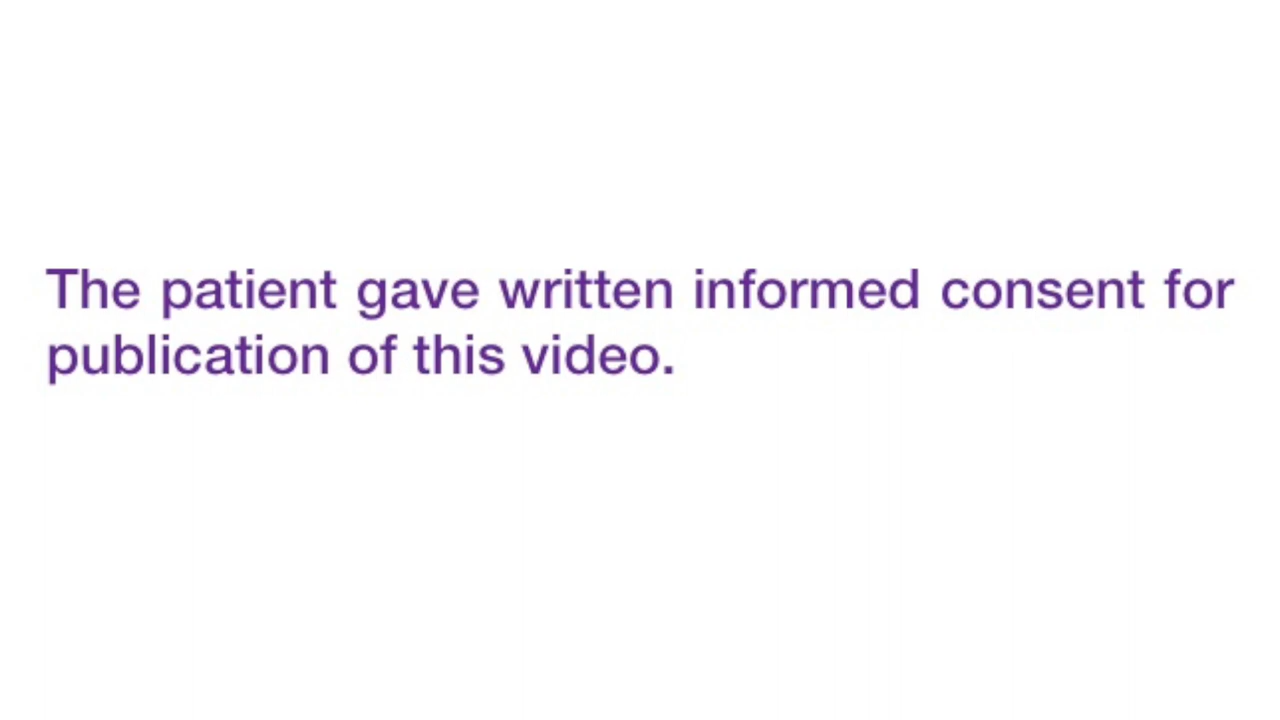 The patient gave written informed consent for
publication of this video.